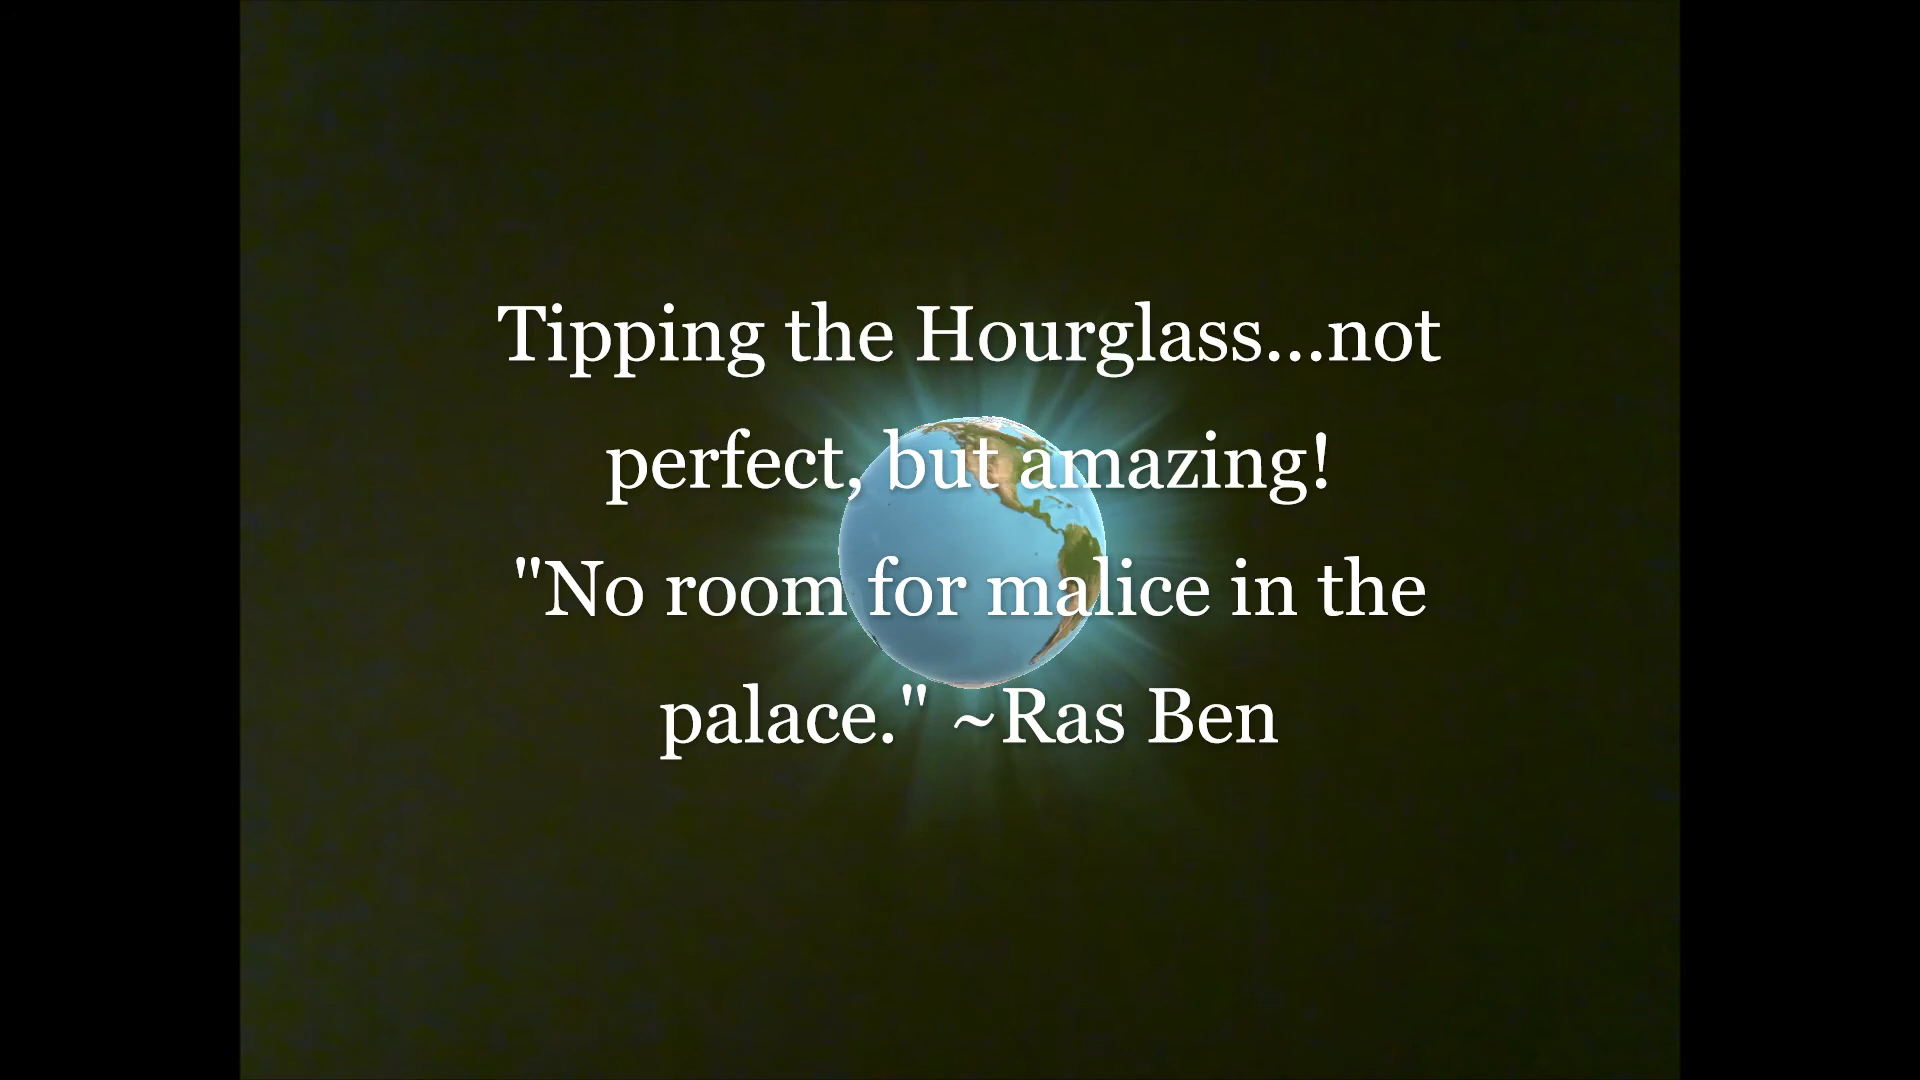 Tipping the Hourglass...not
perfect, but amazing!
"No room for malice in the
palace." ~Ras Ben